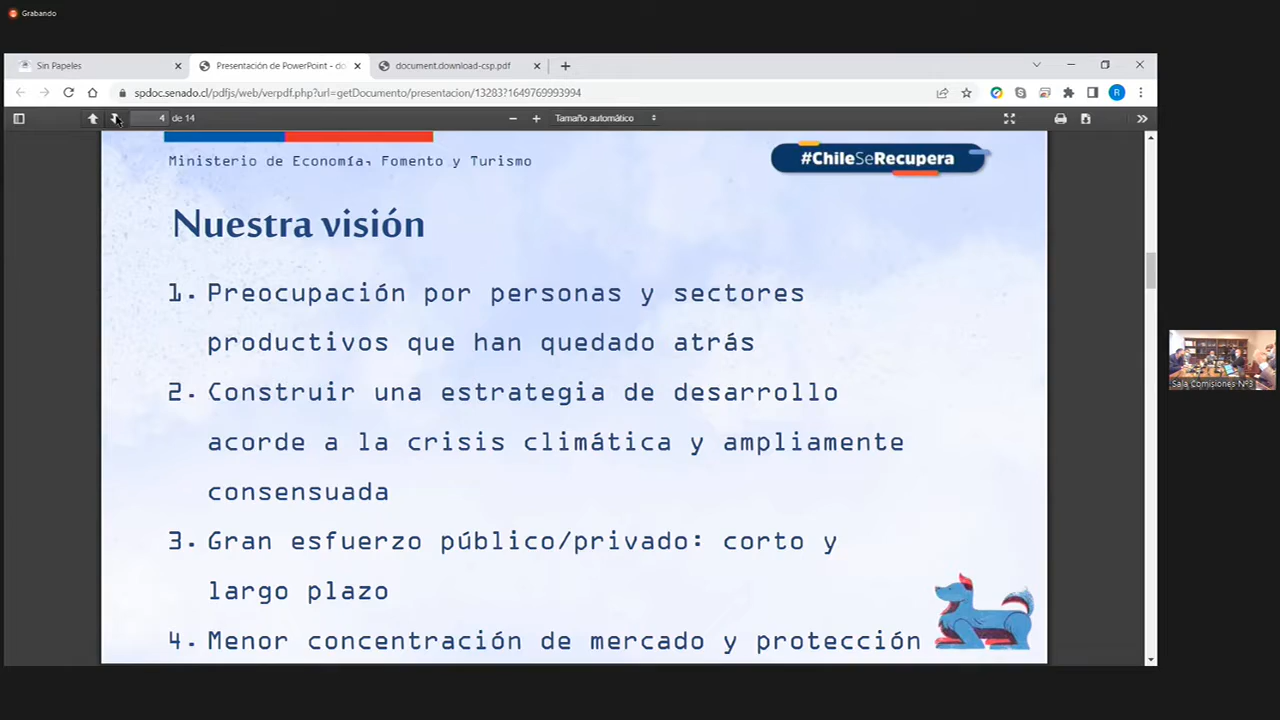 Grabando
Sin Papeles
Presentación de PowerPoint - do
document.download-csp.pdf
spdoc.senado.cl/pdfjs/web/verpdf.php?url=getDocumento/presentacion/13283?1649769993994
R
4 de 14
Tamaño automático
Ministerio de Economía, Fomento y Turismo
#ChileSeRecupera
Nuestra visión
1. Preocupación por personas y sectores
productivos que han quedado atrás
2. Construir una estrategia de desarrollo
acorde a la crisis climática y ampliamente
consensuada
3. Gran esfuerzo público/privado: corto y
largo plazo
4. Menor concentración de mercado y protección
Sala Comisiones Nº3